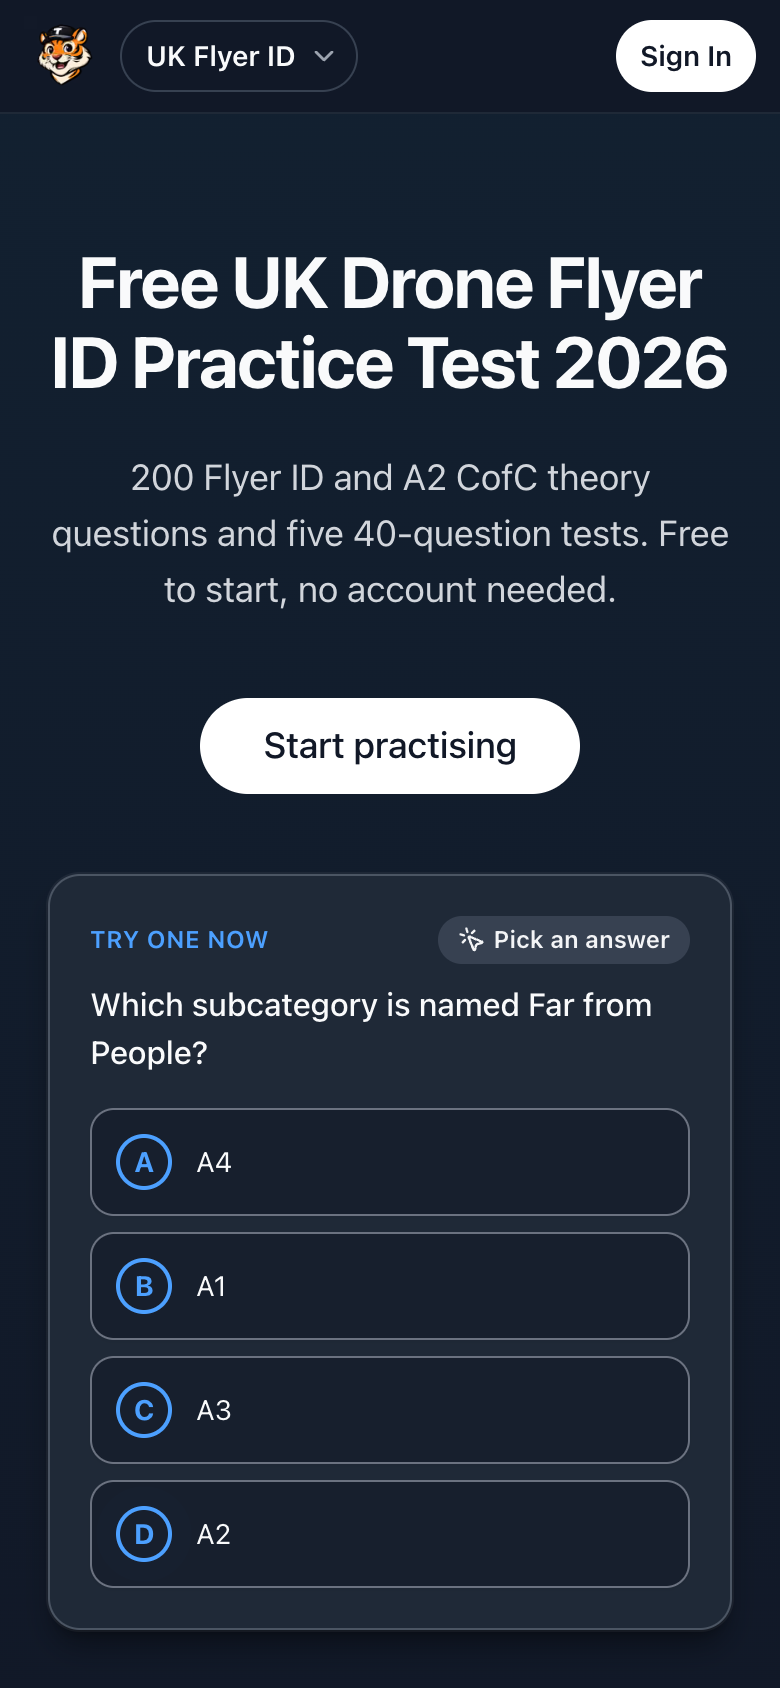 UK Flyer ID
Sign In
Free UK Drone Flyer
ID Practice Test 2026
200 Flyer ID and A2 CofC theory
questions and five 40-question tests. Free
to start, no account needed.
Start practising
TRY ONE NOW
Pick an answer
Which subcategory is named Far from
People?
A A4
B A1
C A3
D A2